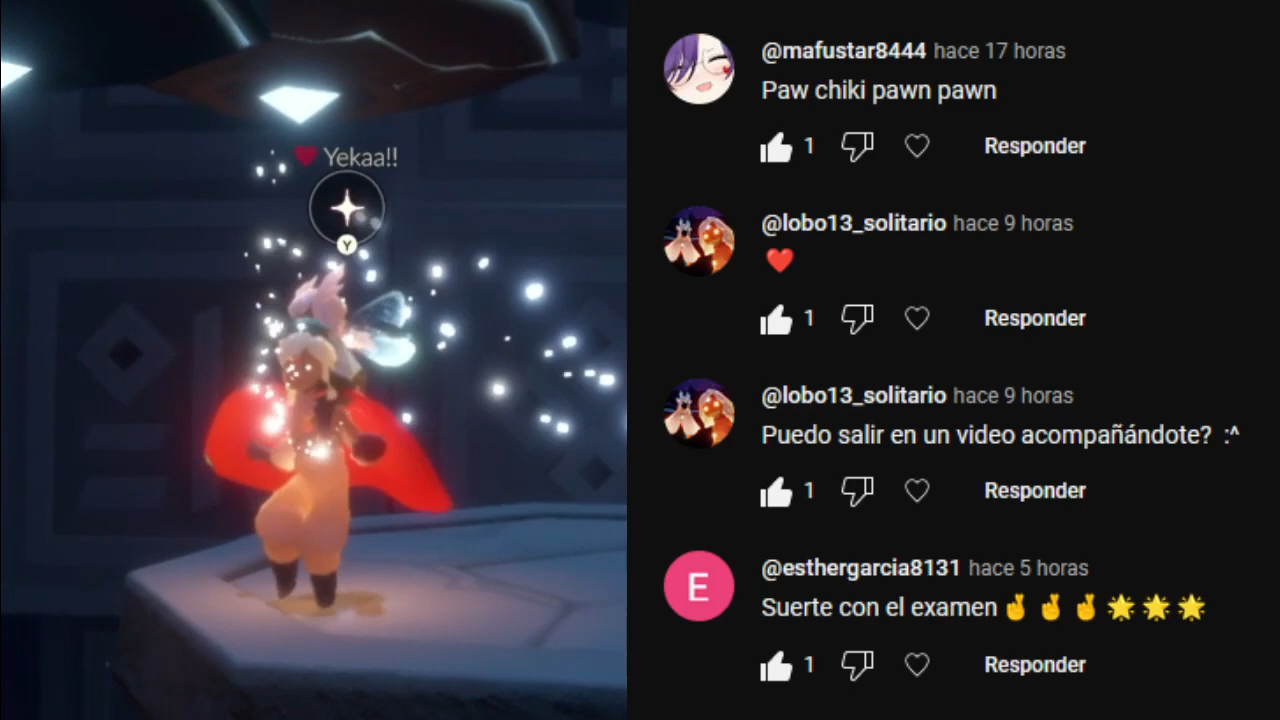 Yekaa!!
Y
@mafustar8444 hace 17 horas
Paw chiki pawn pawn
1
Responder
@lobo13_solitario hace 9 horas
❤️
1
Responder
@lobo13_solitario hace 9 horas
Puedo salir en un video acompañándote? :^
1
Responder
E
@esthergarcia8131 hace 5 horas
Suerte con el examen🤞🤞🤞🌟🌟🌟
1
Responder